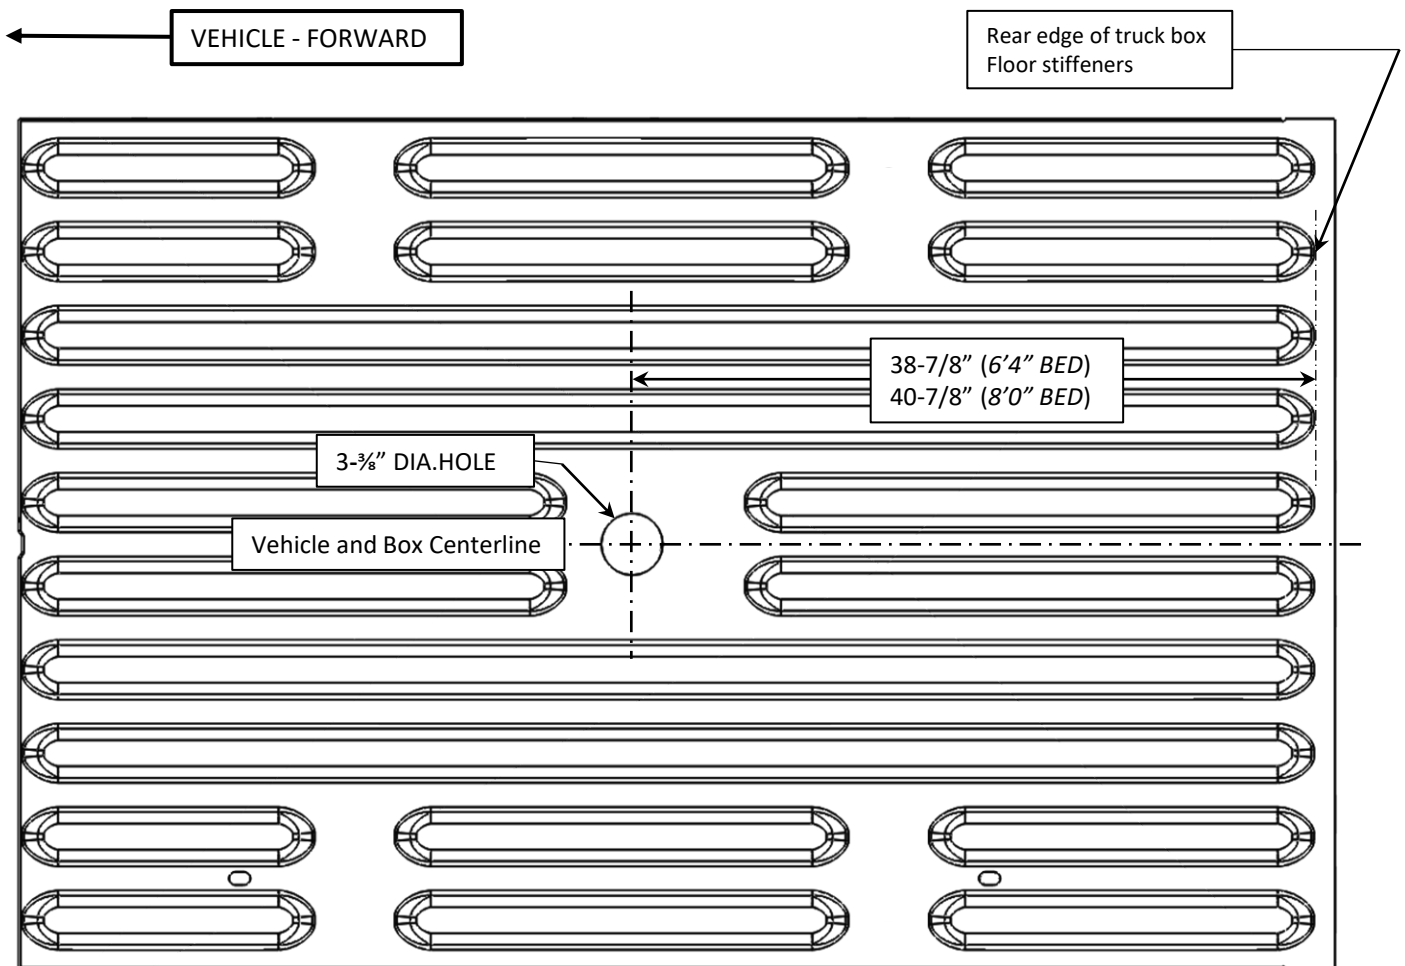 VEHICLE - FORWARD
Rear edge of truck box
Floor stiffeners
38-7/8” (6’4” BED)
40-7/8” (8’0” BED)
3-⅜” DIA.HOLE
Vehicle and Box Centerline